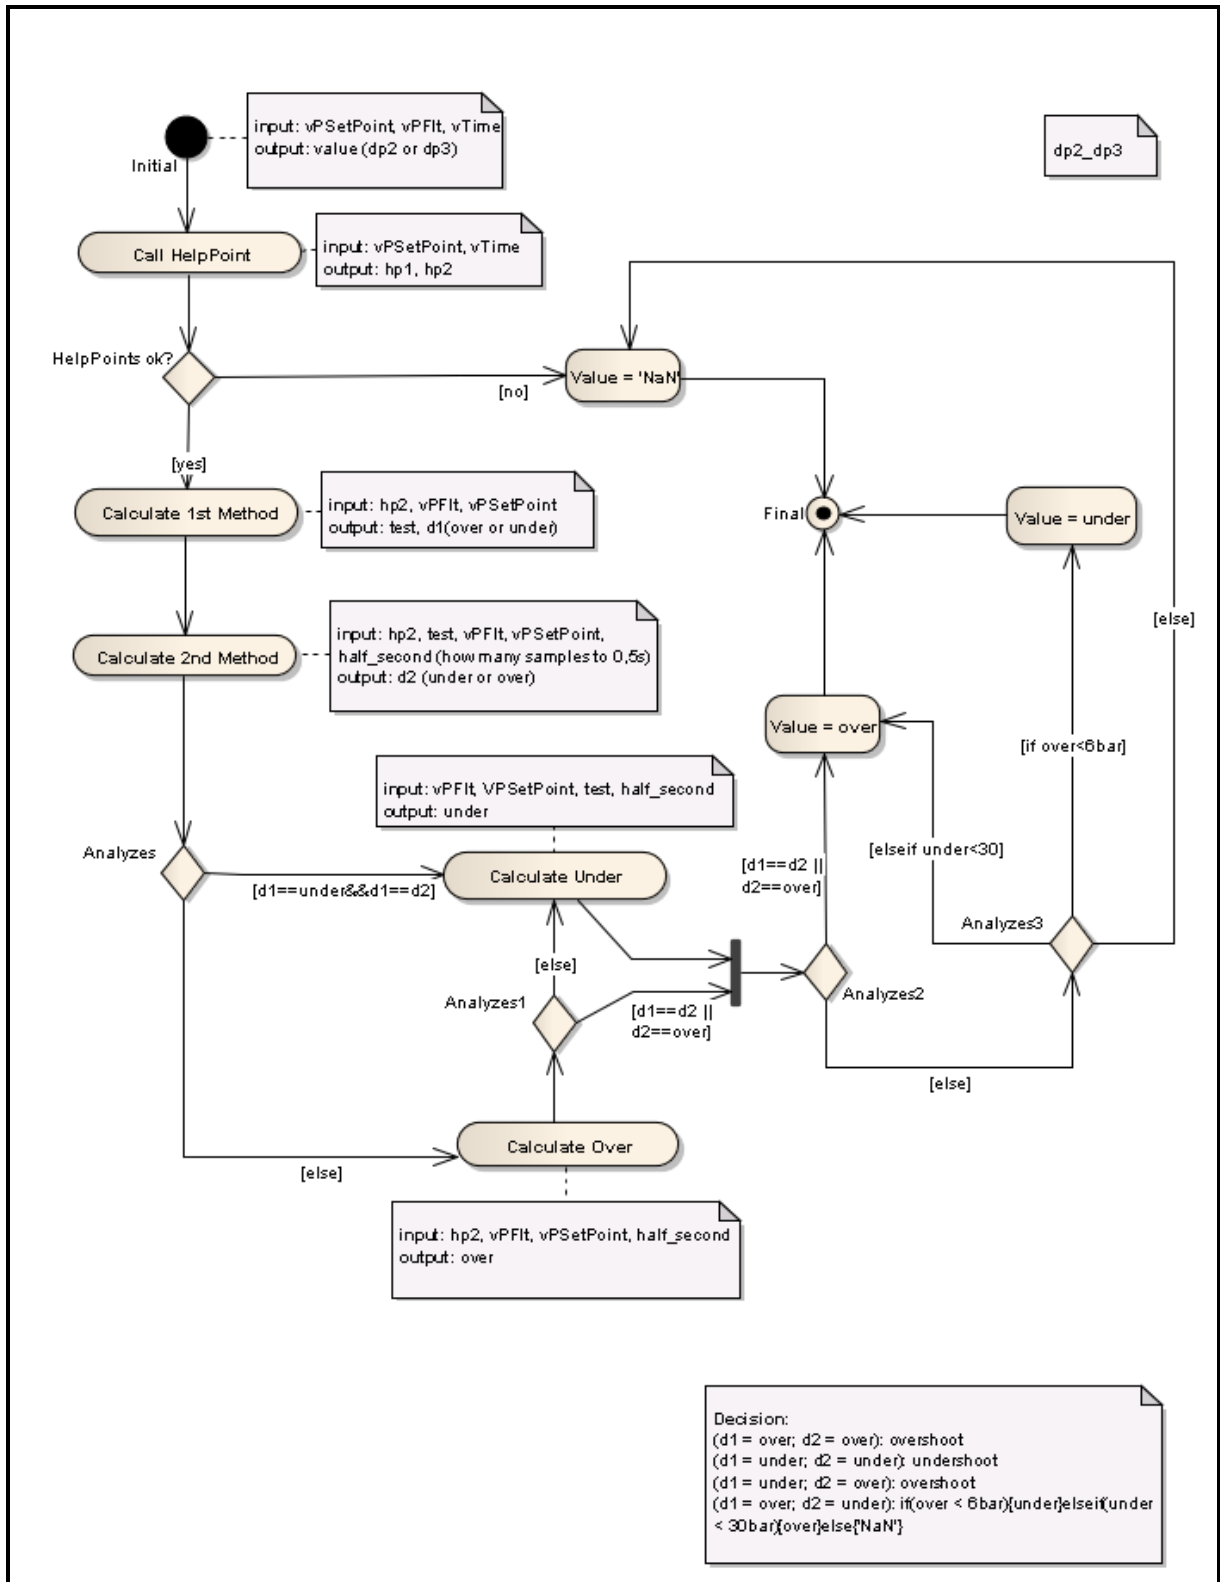 input: vPSetPoint, vPFlt, vTime
output: value (dp2 or dp3)
dp2_dp3
Initial
input: vPSetPoint, vTime
output: hp1, hp2
Call HelpPoint
HelpPoints ok?
Value = 'NaN'
[no]
[yes]
Calculate 1st Method
input: hp2, vPFlt, vPSetPoint
output: test, d1(over or under)
Final
Value = under
[else]
Calculate 2nd Method
input: hp2, test, vPFlt, vPSetPoint,
half_second (how many samples to 0,5s)
output: d2 (under or over)
Value = over
[if over<6bar]
input: vPFlt, VPSetPoint, test, half_second
output: under
Analyzes
[d1==under&&d1==d2]
Calculate Under
[d1==d2 ||
d2==over]
[elseif under<30]
Analyzes3
[else]
Analyzes1
[d1==d2 ||
d2==over]
Analyzes2
[else]
Calculate Over
[else]
input: hp2, vPFlt, vPSetPoint, half_second
output: over
Decision:
(d1 = over; d2 = over): overshoot
(d1 = under; d2 = under): undershoot
(d1 = under; d2 = over): overshoot
(d1 = over; d2 = under): if(over < 6bar){under}elseif(under
< 30bar){over}else{'NaN'}